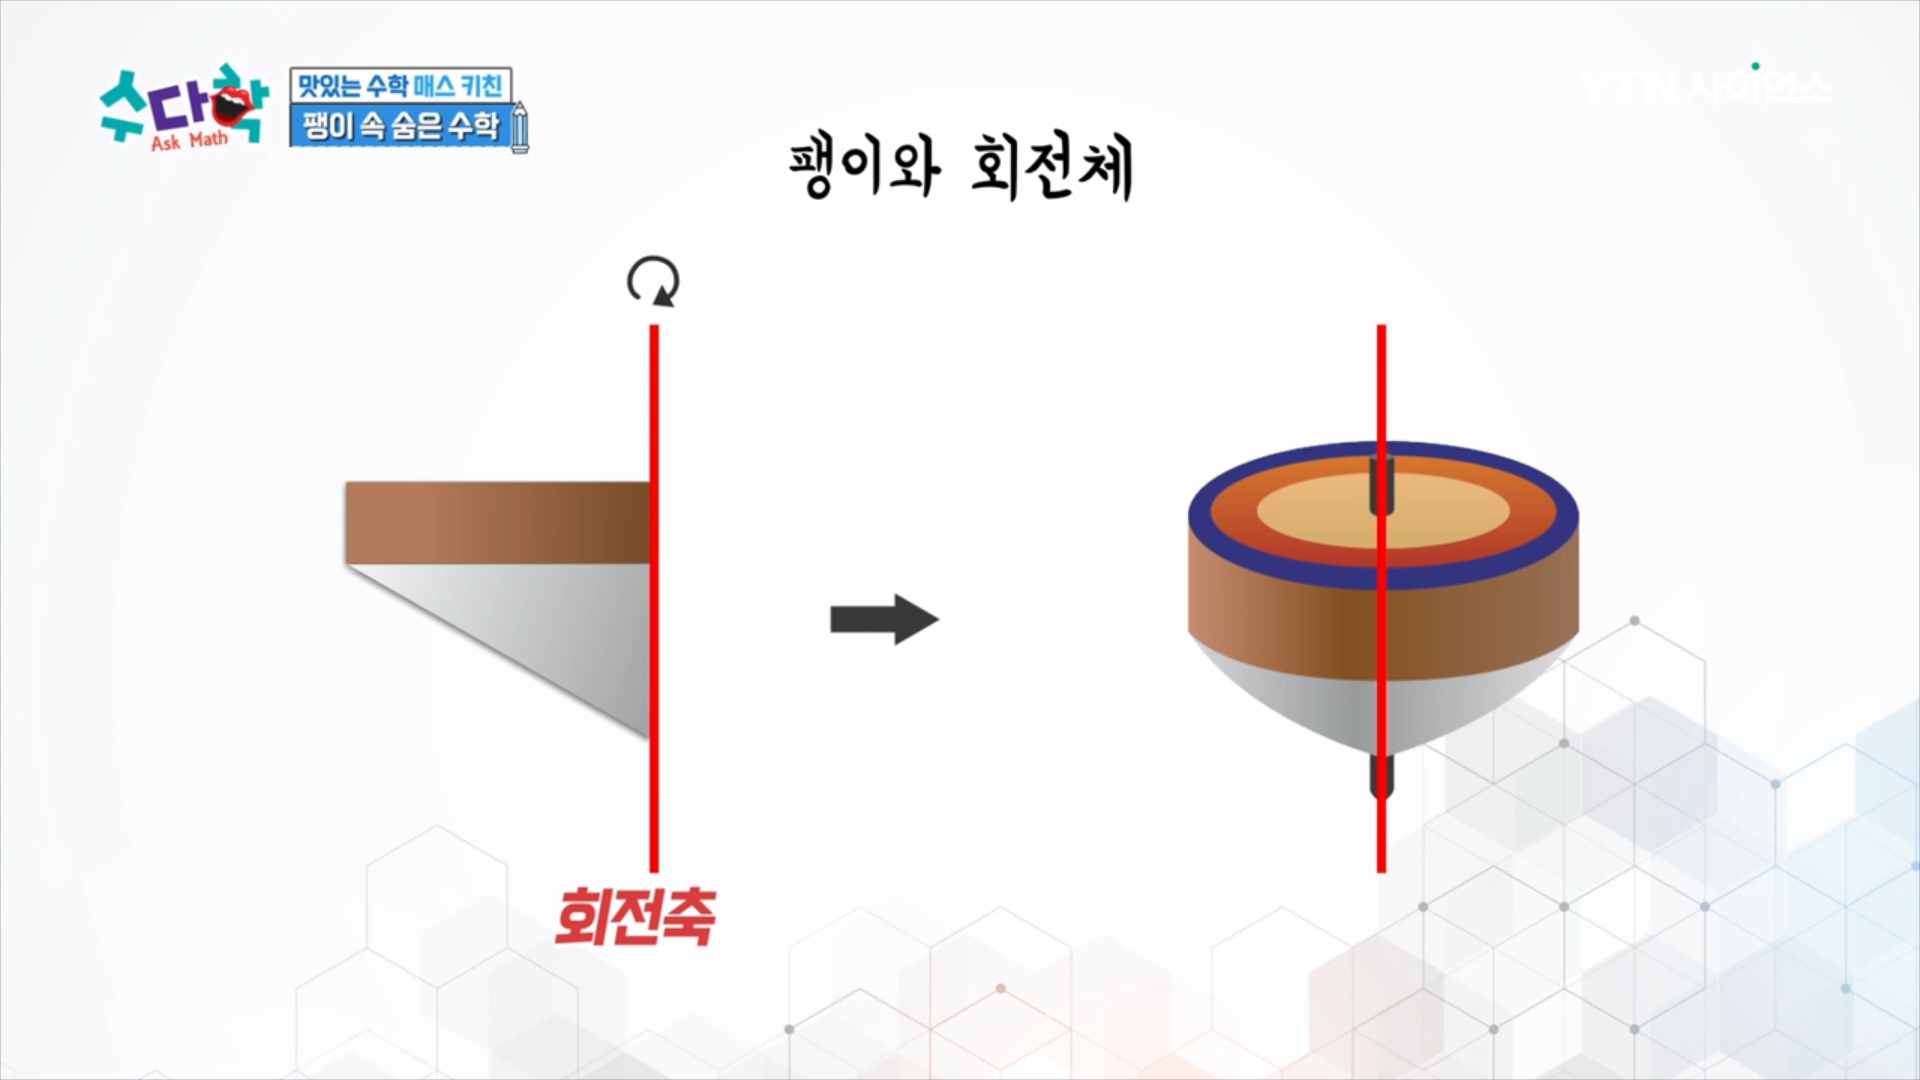 수다학
Ask Math
맛있는 수학 매스 키친
팽이 속 숨은 수학
YTN 사이언스
팽이와 회전체
회전축